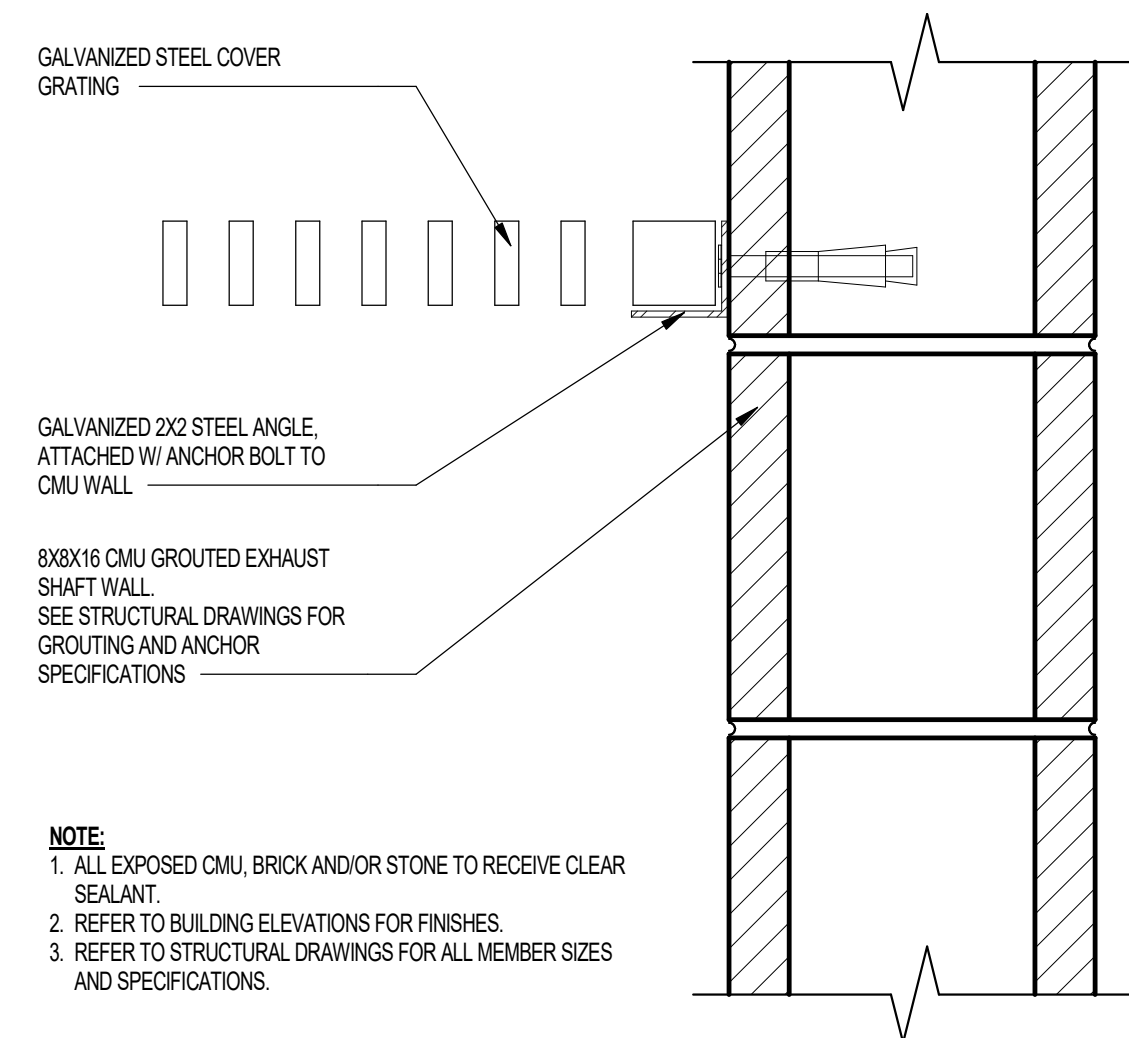 GALVANIZED STEEL COVER
GRATING
GALVANIZED 2X2 STEEL ANGLE,
ATTACHED W/ ANCHOR BOLT TO
CMU WALL
8X8X16 CMU GROUTED EXHAUST
SHAFT WALL.
SEE STRUCTURAL DRAWINGS FOR
GROUTING AND ANCHOR
SPECIFICATIONS
NOTE:
1. ALL EXPOSED CMU, BRICK AND/OR STONE TO RECEIVE CLEAR
SEALANT.
2. REFER TO BUILDING ELEVATIONS FOR FINISHES.
3. REFER TO STRUCTURAL DRAWINGS FOR ALL MEMBER SIZES
AND SPECIFICATIONS.